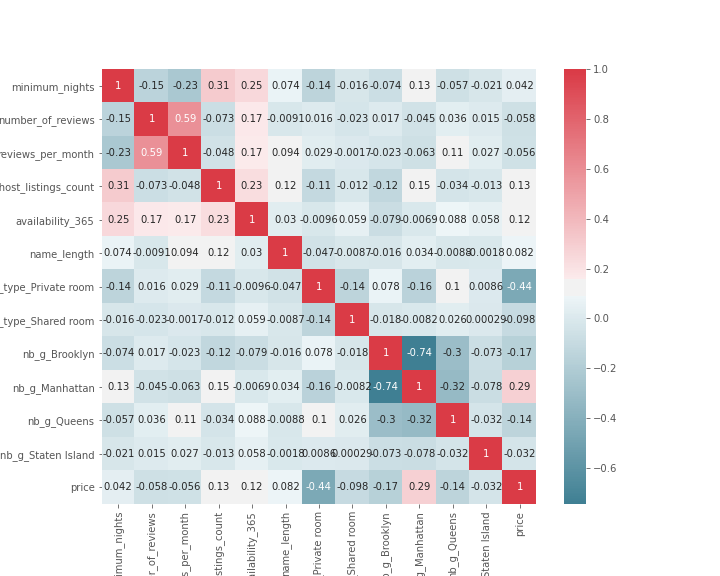 minimum_nights 1 -0.15 -0.23 0.31 0.25 0.074 -0.14 -0.016 -0.074 0.13 -0.057 -0.021 0.042
number_of_reviews -0.15 1 0.59 -0.073 0.17 -0.0091 0.016 -0.023 0.017 -0.045 0.036 0.015 -0.058
reviews_per_month -0.23 0.59 1 -0.048 0.17 0.094 0.029 -0.0017 -0.023 -0.063 0.11 0.027 -0.056
host_listings_count 0.31 -0.073 -0.048 1 0.23 0.12 -0.11 -0.012 -0.12 0.15 -0.034 -0.013 0.13
availability_365 0.25 0.17 0.17 0.23 1 0.03 -0.0096 0.059 -0.079 -0.0069 0.088 0.058 0.12
name_length 0.074 -0.0091 0.094 0.12 0.03 1 -0.047 -0.0087 -0.016 0.034 -0.0088 -0.0018 0.082
_type_Private room -0.14 0.016 0.029 -0.11 -0.0096 -0.047 1 -0.14 0.078 -0.16 0.1 0.0086 -0.44
_type_Shared room -0.016 -0.023 -0.0017 -0.012 0.059 -0.0087 -0.14 1 -0.018 -0.0082 0.026 0.00029 -0.098
nb_g_Brooklyn -0.074 0.017 -0.023 -0.12 -0.079 -0.016 0.078 -0.018 1 -0.74 -0.3 -0.073 -0.17
nb_g_Manhattan 0.13 -0.045 -0.063 0.15 -0.0069 0.034 -0.16 -0.0082 -0.74 1 -0.32 -0.078 0.29
nb_g_Queens -0.057 0.036 0.11 -0.034 0.088 -0.0088 0.1 0.026 -0.3 -0.32 1 -0.032 -0.14
nb_g_Staten Island -0.021 0.015 0.027 -0.013 0.058 -0.0018 0.0086 0.00029 -0.073 -0.078 -0.032 1 -0.032
price 0.042 -0.058 -0.056 0.13 0.12 0.082 -0.44 -0.098 -0.17 0.29 -0.14 -0.032 1
nimum_nights
er_of_reviews
s_per_month
istings_count
ailability_365
name_length
_Private room
_Shared room
b_g_Brooklyn
g_Manhattan
nb_g_Queens
Staten Island
price
1.0
0.8
0.6
0.4
0.2
0.0
−0.2
−0.4
−0.6